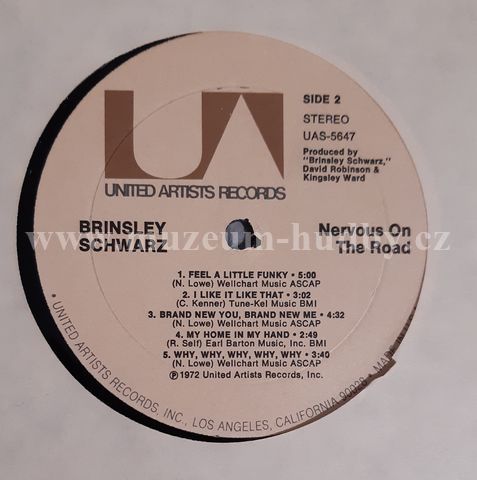 UA
UNITED ARTISTS RECORDS
SIDE 2
STEREO
UAS-5647
Produced by
"Brinsley Schwarz,"
David Robinson &
Kingsley Ward
BRINSLEY
SCHWARZ
Nervous On
The Road
www.muzeum-hudby.cz
1. FEEL A LITTLE FUNKY • 5:00
(N. Lowe) Wellchart Music ASCAP
2. I LIKE IT LIKE THAT • 3:02
(C. Kenner) Tune-Kel Music BMI
3. BRAND NEW YOU, BRAND NEW ME • 4:32
(N. Lowe) Wellchart Music ASCAP
4. MY HOME IN MY HAND • 2:49
(R. Self) Earl Barton Music, Inc. BMI
5. WHY, WHY, WHY, WHY, WHY • 3:40
(N. Lowe) Wellchart Music ASCAP
℗1972 United Artists Records, Inc.
• UNITED ARTISTS RECORDS, INC., LOS ANGELES, CALIFORNIA 90028 •